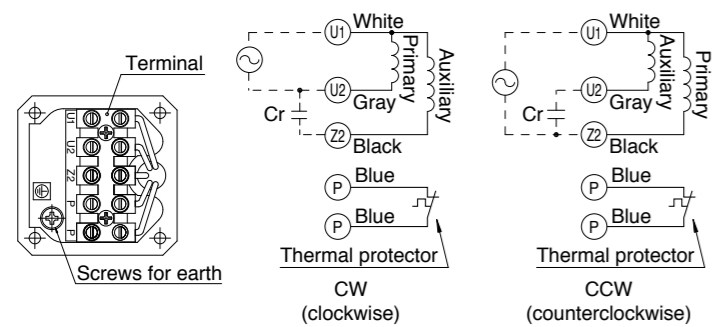 Terminal
U1
U2
Z2
P
P
Screws for earth
U1 White
Primary
Auxiliary
U2 Gray
Cr
Z2 Black
P Blue
P Blue
Thermal protector
CW
(clockwise)
U1 White
Auxiliary
Primary
U2 Gray
Cr
Z2 Black
P Blue
P Blue
Thermal protector
CCW
(counterclockwise)